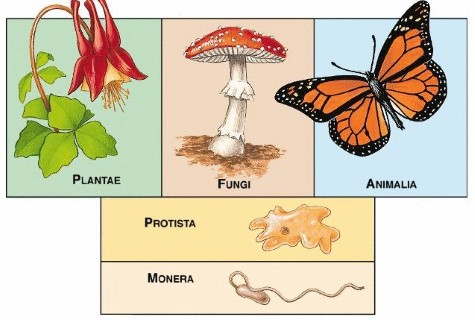 PLANTAE
FUNGI
ANIMALIA
PROTISTA
MONERA